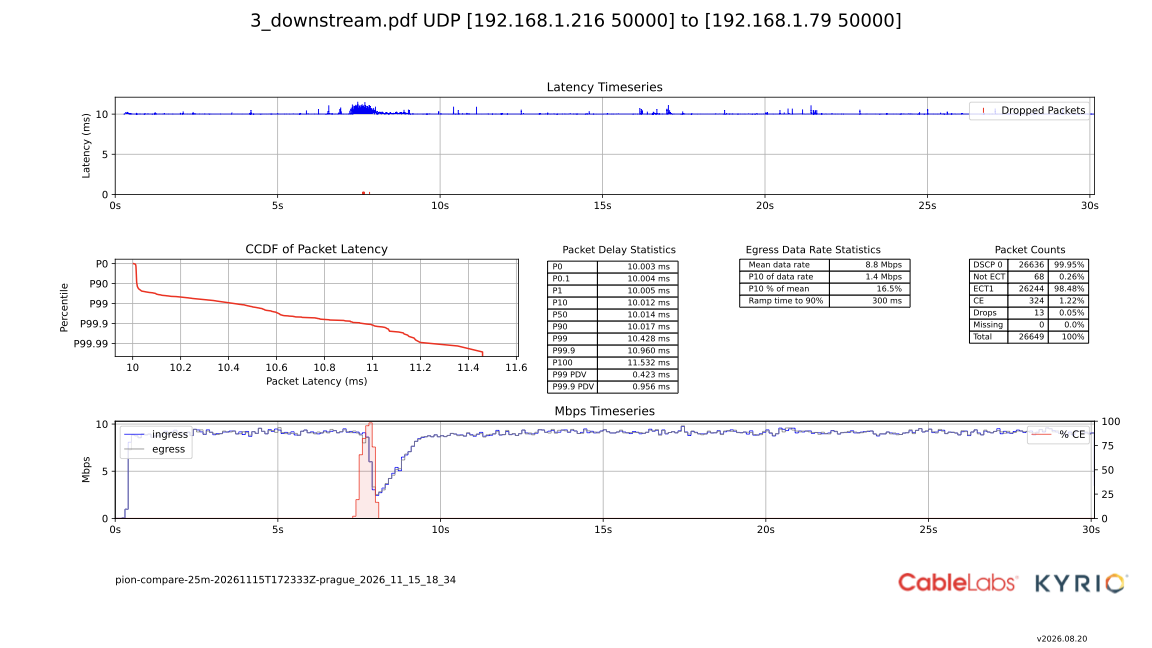 3_downstream.pdf UDP [192.168.1.216 50000] to [192.168.1.79 50000]
Latency Timeseries
Latency (ms)
10
5
0
Dropped Packets
0s 5s 10s 15s 20s 25s 30s
CCDF of Packet Latency
Percentile
P0
P90
P99
P99.9
P99.99
10 10.2 10.4 10.6 10.8 11 11.2 11.4 11.6
Packet Latency (ms)
Packet Delay Statistics
P0 10.003 ms
P0.1 10.004 ms
P1 10.005 ms
P10 10.012 ms
P50 10.014 ms
P90 10.017 ms
P99 10.428 ms
P99.9 10.960 ms
P100 11.532 ms
P99 PDV 0.423 ms
P99.9 PDV 0.956 ms
Egress Data Rate Statistics
Mean data rate 8.8 Mbps
P10 of data rate 1.4 Mbps
P10 % of mean 16.5%
Ramp time to 90% 300 ms
Packet Counts
DSCP 0 26636 99.95%
Not ECT 68 0.26%
ECT1 26244 98.48%
CE 324 1.22%
Drops 13 0.05%
Missing 0 0.0%
Total 26649 100%
Mbps Timeseries
Mbps
10
5
0
ingress
egress
% CE
100
75
50
25
0
0s 5s 10s 15s 20s 25s 30s
pion-compare-25m-20261115T172333Z-prague_2026_11_15_18_34
CableLabs® KYRIO®
v2026.08.20